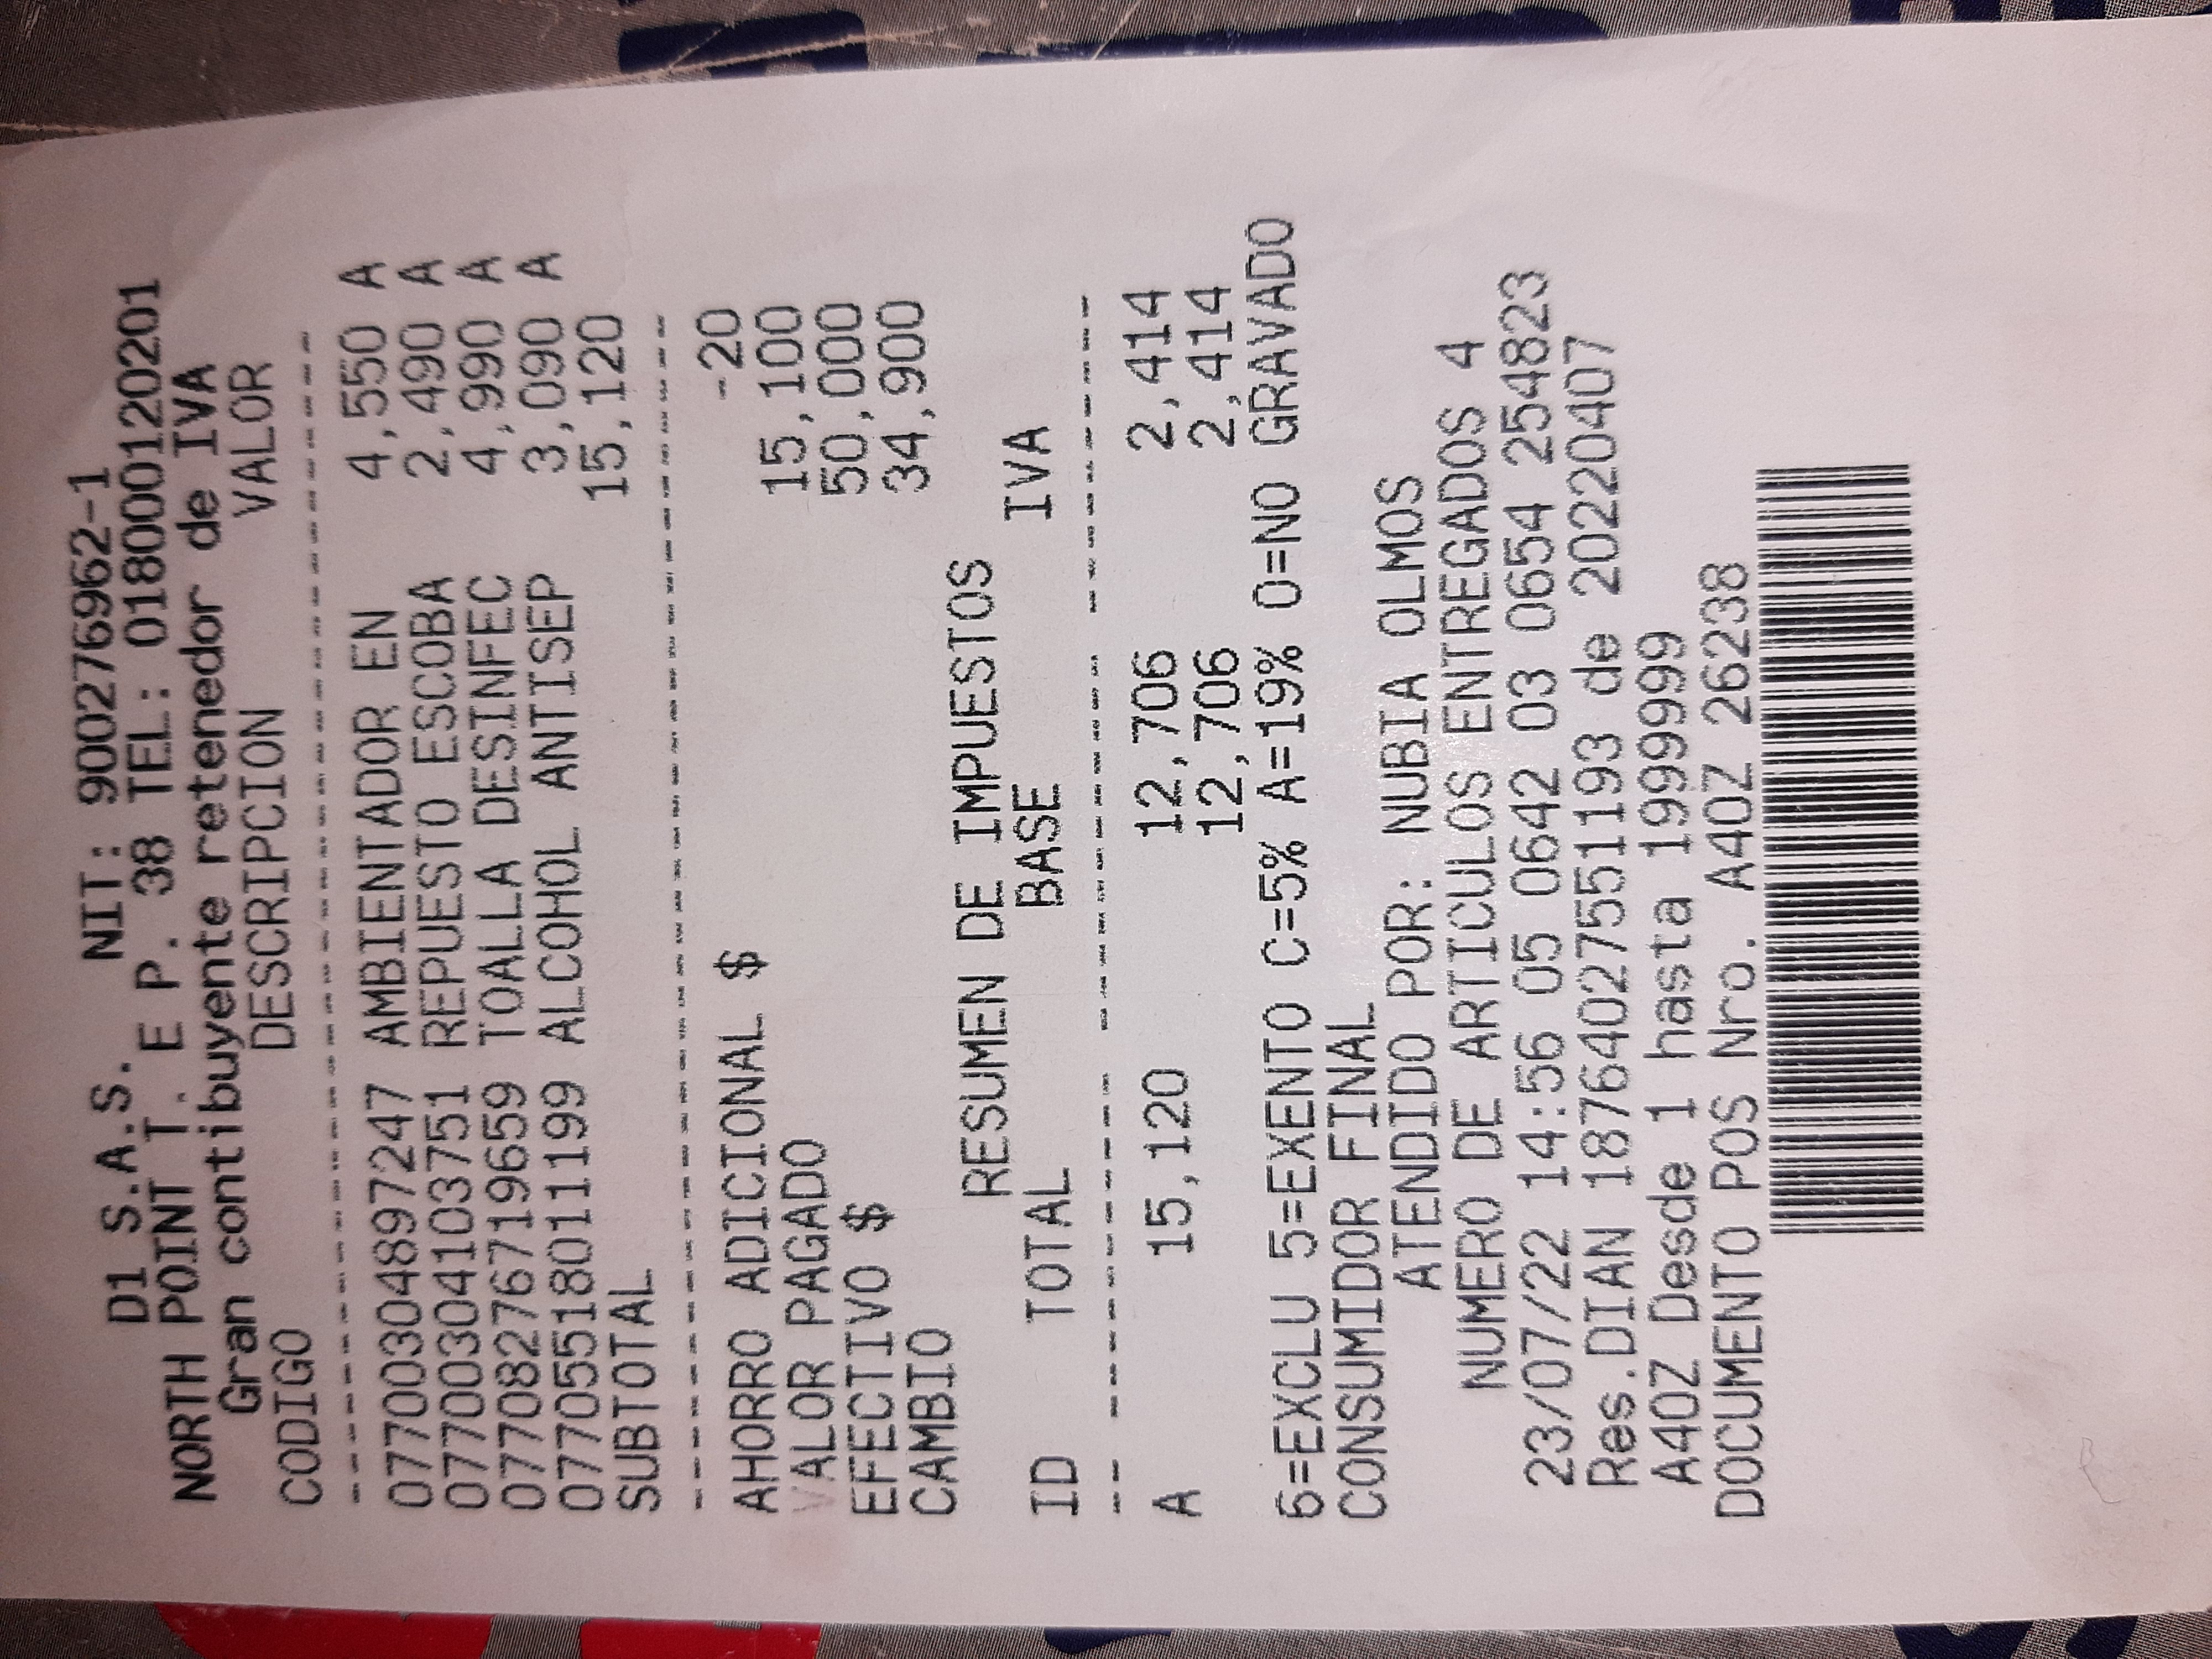 D1 S.A.S. NIT: 900276962-1
NORTH POINT T. E P. 38 TEL: 018000120201
Gran contibuyente retenedor de IVA
CODIGO DESCRIPCION VALOR
07700304897247 AMBIENTADOR EN 4,550 A
07700304103751 REPUESTO ESCOBA 2,490 A
0770827671 9659 TOALLA DESINFEC 4,990 A
0770551801 1199 ALCOHOL ANTISEP 3,090 A
SUBTOTAL 15,120
AHORRO ADICIONAL $ -20
VALOR PAGADO 15,100
EFECTIVO $ 50,000
CAMBIO 34,900
RESUMEN DE IMPUESTOS
ID TOTAL BASE IVA
A 15,120 12,706 2,414
12,706 2,414
6=EXCLU 5=EXENTO C=5% A=19% O=NO GRAVADO
CONSUMIDOR FINAL
ATENDIDO POR: NUBIA OLMOS
NUMERO DE ARTICULOS ENTREGADOS 4
23/07/22 14:56 05 0642 03 0654 254823
Res.DIAN 18764027551193 de 20220407
A40Z Desde 1 hasta 19999999
DOCUMENTO POS Nro. A40Z 26238